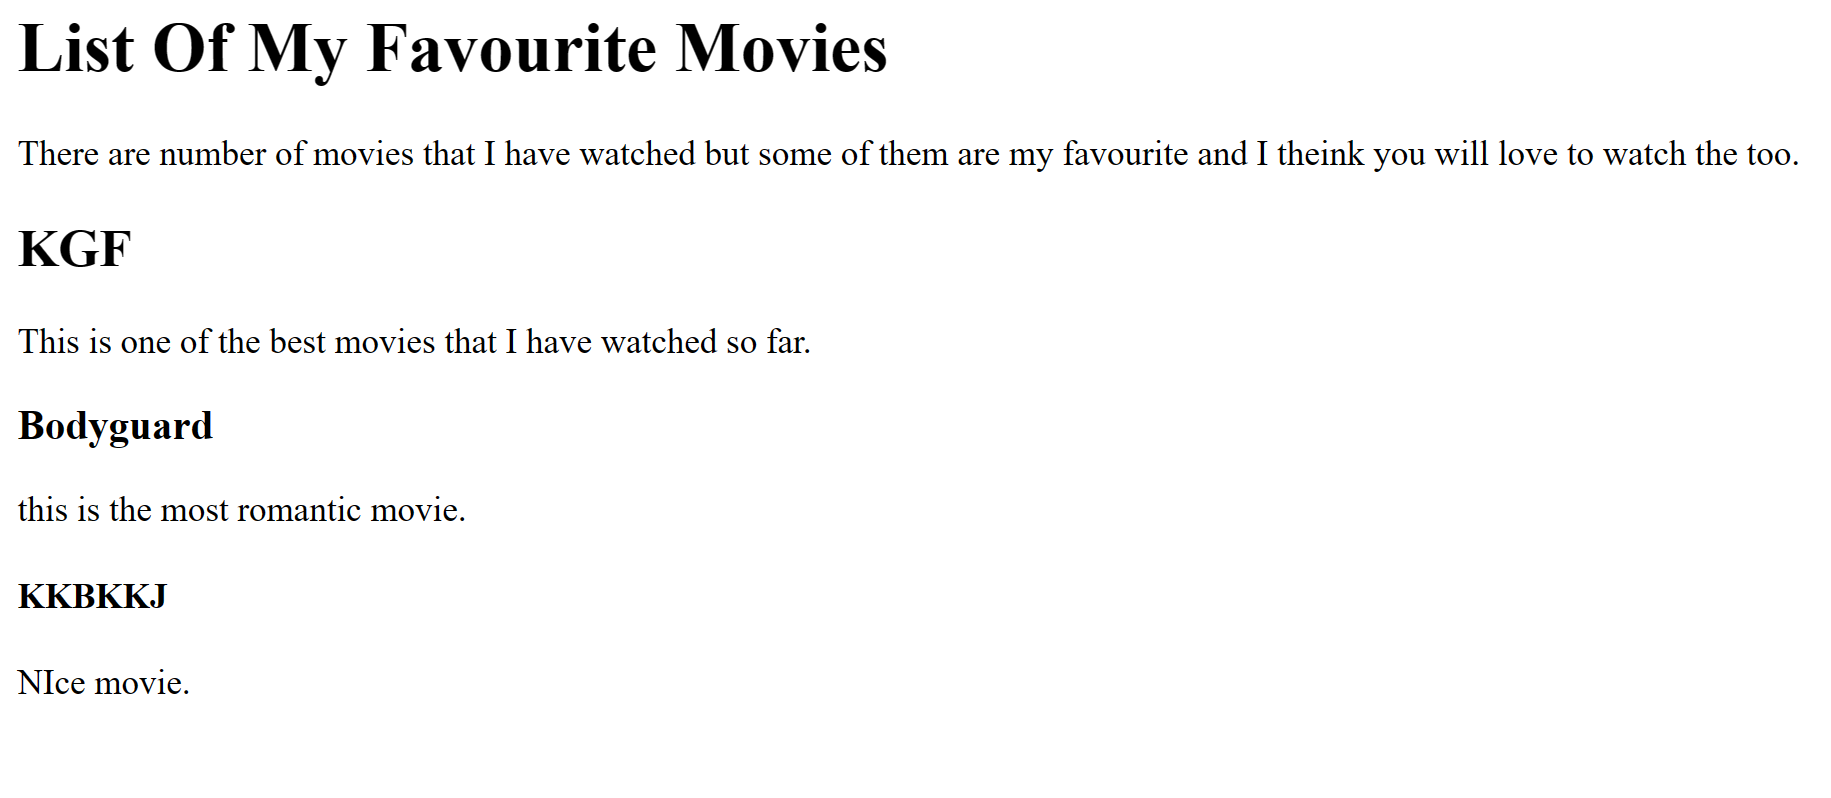 List Of My Favourite Movies
There are number of movies that I have watched but some of them are my favourite and I theink you will love to watch the too.
KGF
This is one of the best movies that I have watched so far.
Bodyguard
this is the most romantic movie.
KKBKKJ
NIce movie.